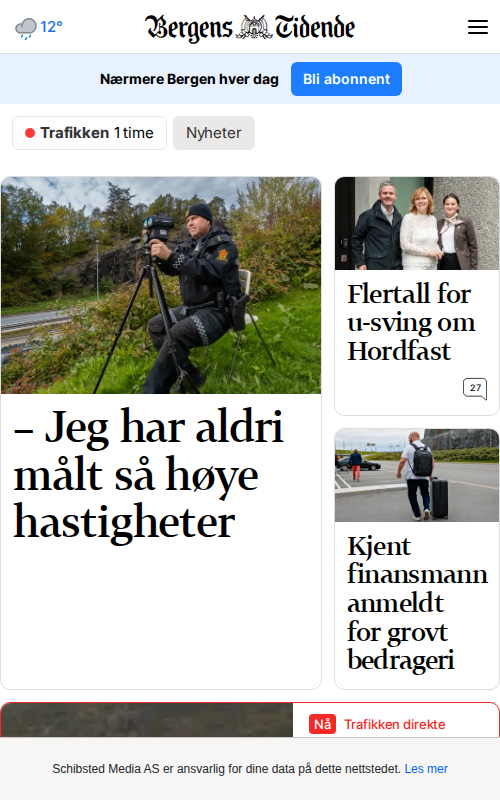 12°
Bergens Tidende
Nærmere Bergen hver dag
Bli abonnent
Trafikken 1 time
Nyheter
– Jeg har aldri
målt så høye
hastigheter
Flertall for
u-sving om
Hordfast
27
Kjent
finansmann
anmeldt
for grovt
bedrageri
Nå Trafikken direkte
Schibsted Media AS er ansvarlig for dine data på dette nettstedet. Les mer